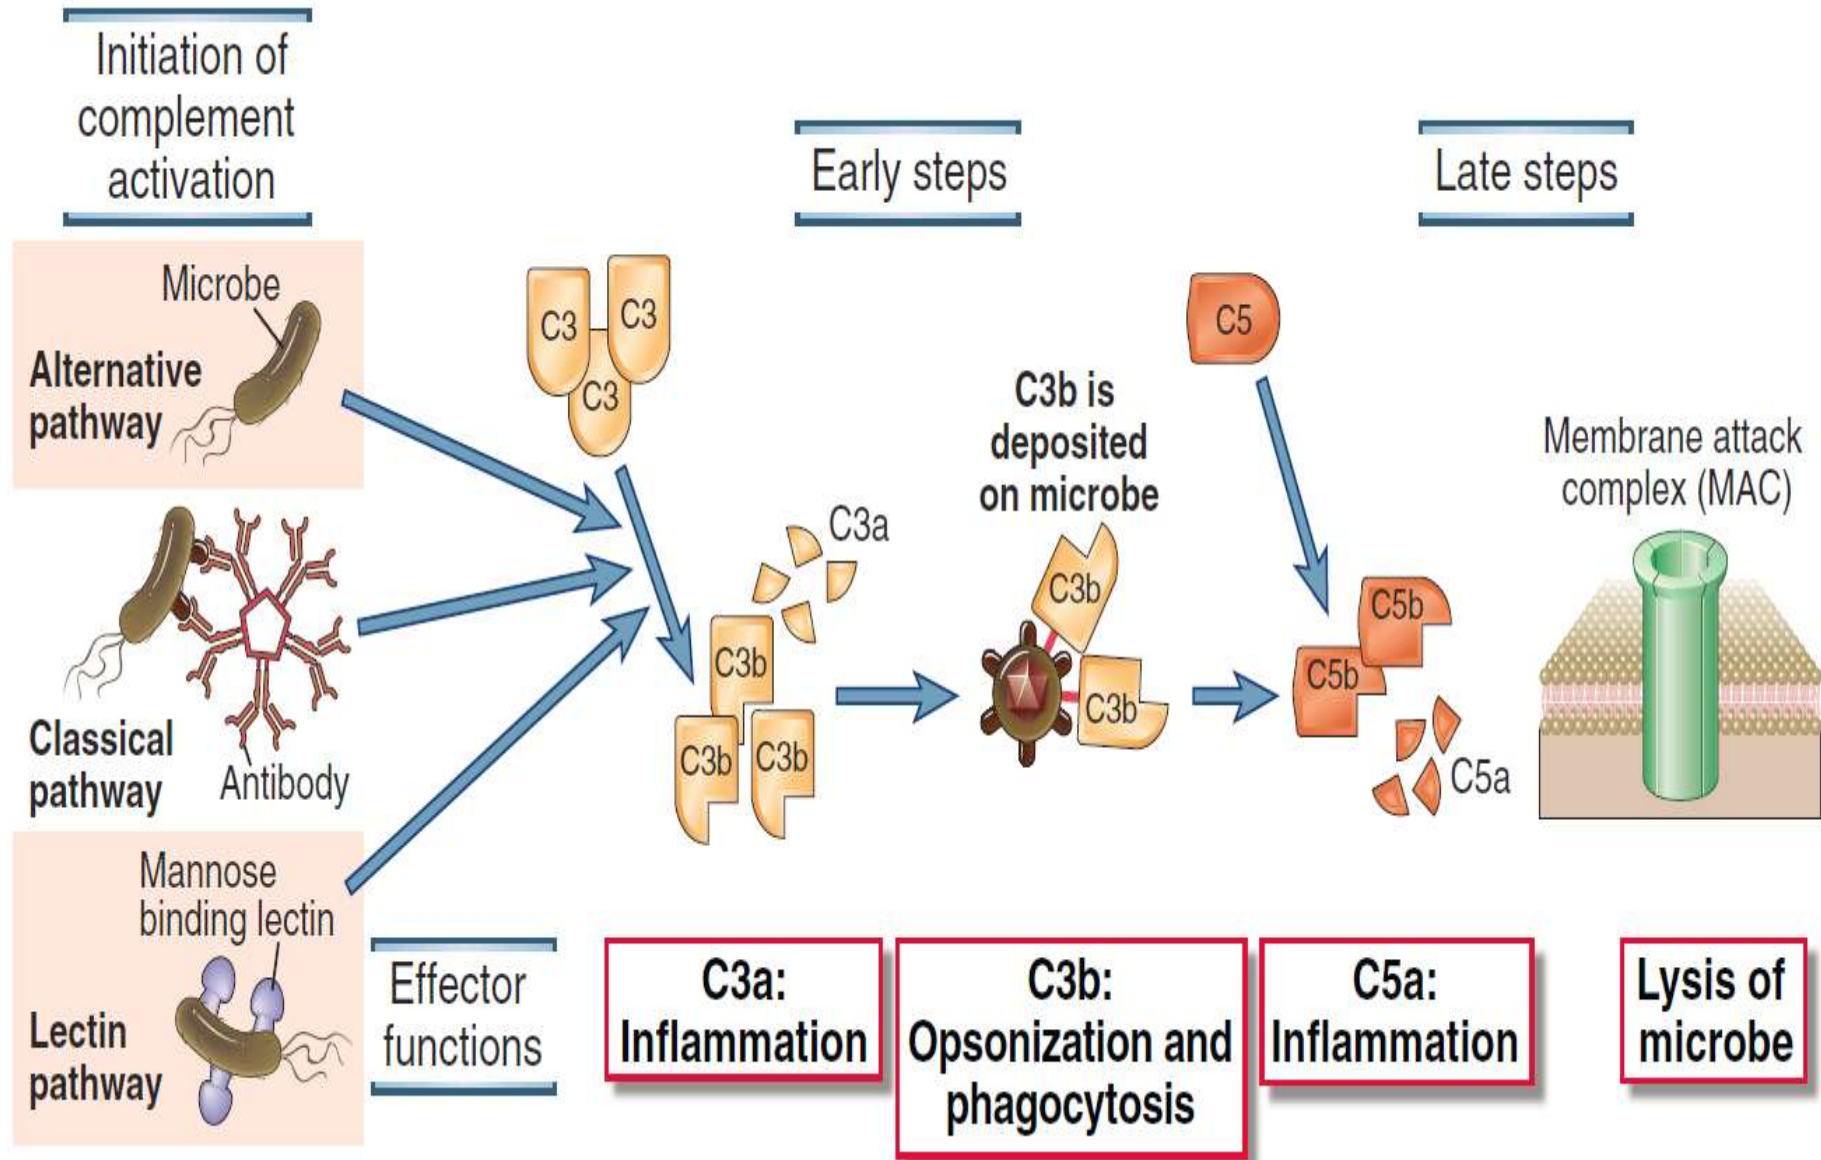 Initiation of
complement
activation
Early steps
Late steps
Microbe
Alternative
pathway
C3
C3
C3
C5
C3b is
deposited
on microbe
Membrane attack
complex (MAC)
C3a
C3b
C3b
C3b
C3b
C3b
C5b
C5b
C5a
Classical
pathway
Antibody
Mannose
binding lectin
Lectin
pathway
Effector
functions
C3a:
Inflammation
C3b:
Opsonization and
phagocytosis
C5a:
Inflammation
Lysis of
microbe